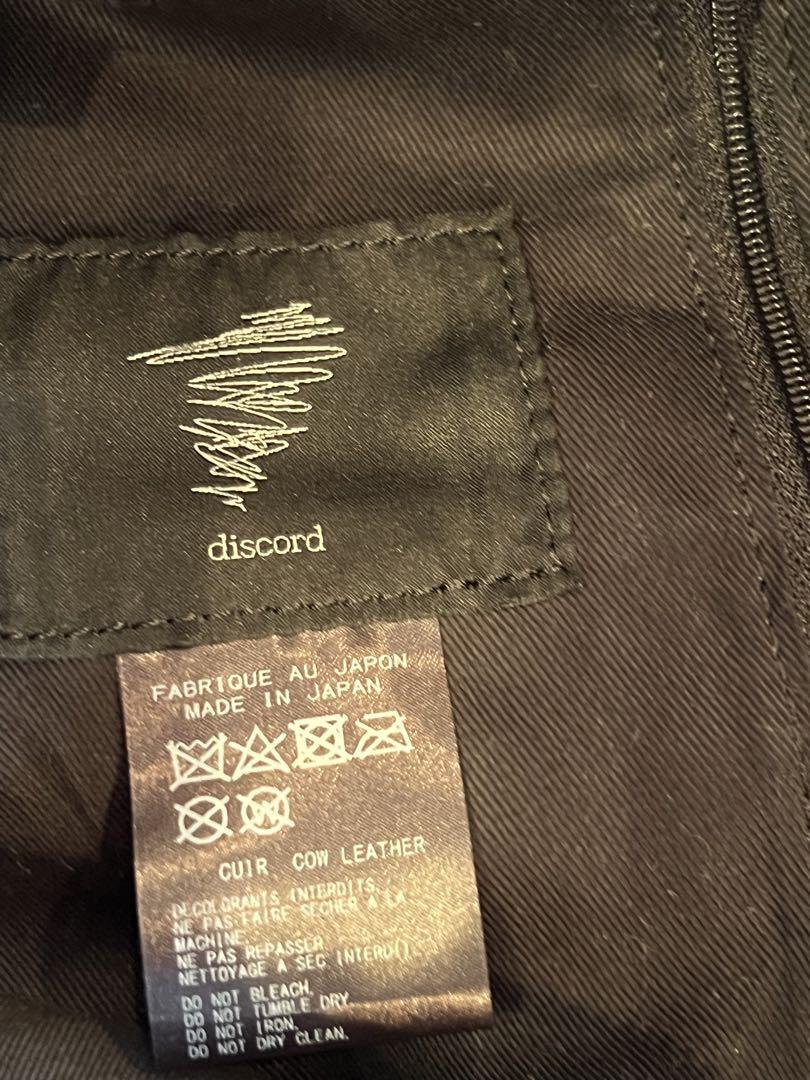 discord
FABRIQUE AU JAPON
MADE IN JAPAN
W
CUIR COW LEATHER
DECOLORANTS INTERDITS.
NE PAS FAIRE SECHER A LA
MACHINE
NE PAS REPASSER
NETTOYAGE A SEC
DO NOT BLEACH.
DO NOT TUMBLE DRY
DO NOT IRON.
DO NOT DRY CLEAN.